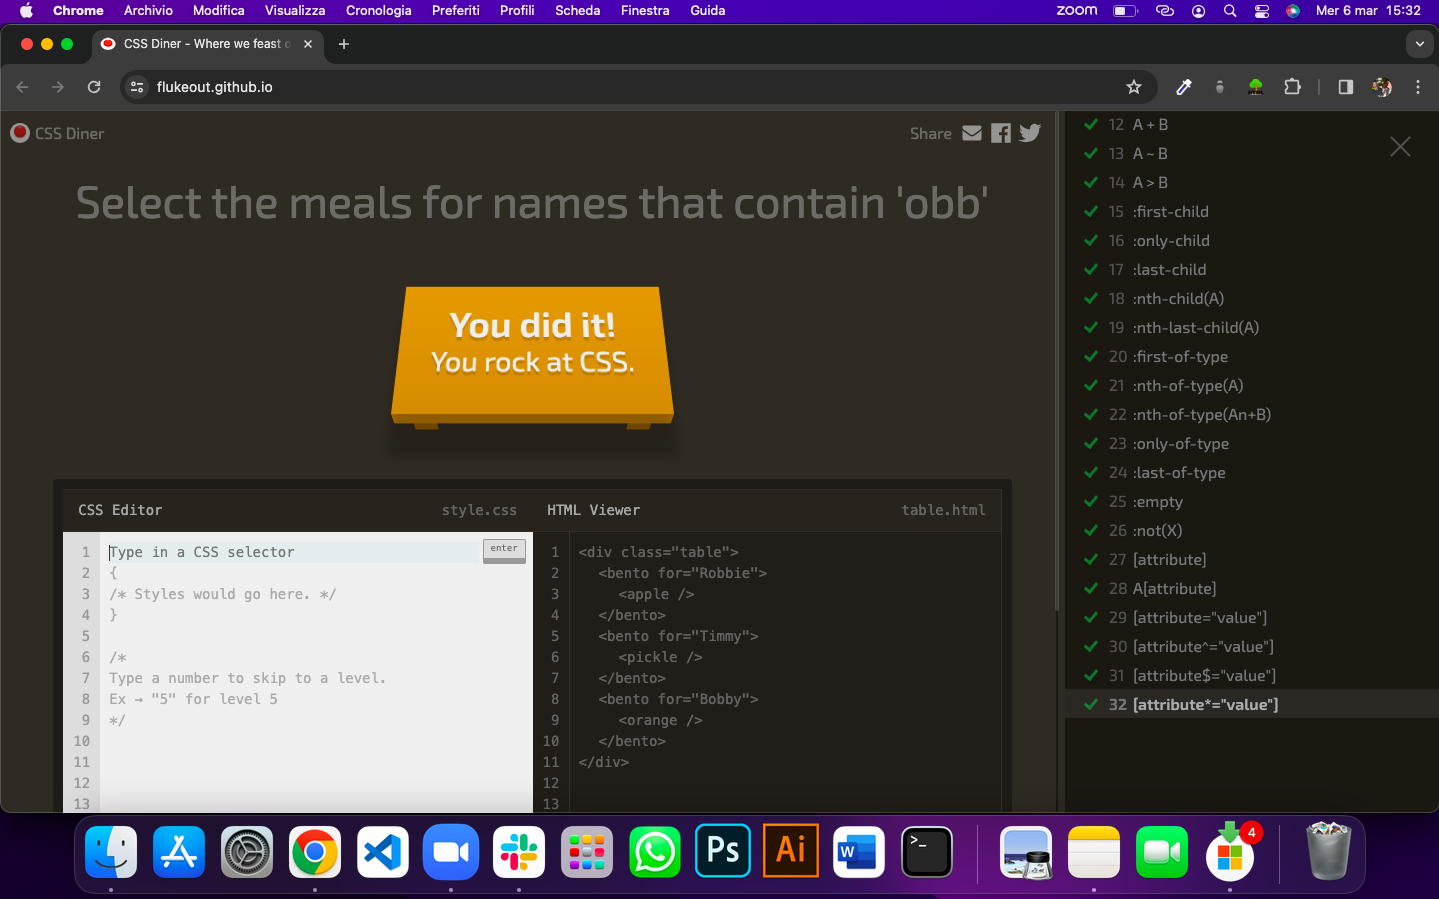 Chrome Archivio Modifica Visualizza Cronologia Preferiti Profili Scheda Finestra Guida zoom Mer 6 mar 15:32
CSS Diner - Where we feast o
flukeout.github.io
CSS Diner
Share
Select the meals for names that contain 'obb'
You did it!
You rock at CSS.
CSS Editor style.css
1 Type in a CSS selector enter
2 {
3 /* Styles would go here. */
4 }
5
6 /*
7 Type a number to skip to a level.
8 Ex → "5" for level 5
9 */
10
11
12
13
HTML Viewer table.html
1 <div class="table">
2 <bento for="Robbie">
3 <apple />
4 </bento>
5 <bento for="Timmy">
6 <pickle />
7 </bento>
8 <bento for="Bobby">
9 <orange />
10 </bento>
11 </div>
12
13
12 A + B
13 A ~ B
14 A > B
15 :first-child
16 :only-child
17 :last-child
18 :nth-child(A)
19 :nth-last-child(A)
20 :first-of-type
21 :nth-of-type(A)
22 :nth-of-type(An+B)
23 :only-of-type
24 :last-of-type
25 :empty
26 :not(X)
27 [attribute]
28 A[attribute]
29 [attribute="value"]
30 [attribute^="value"]
31 [attribute$="value"]
32 [attribute*="value"]
Ps
Ai
W
>_
4